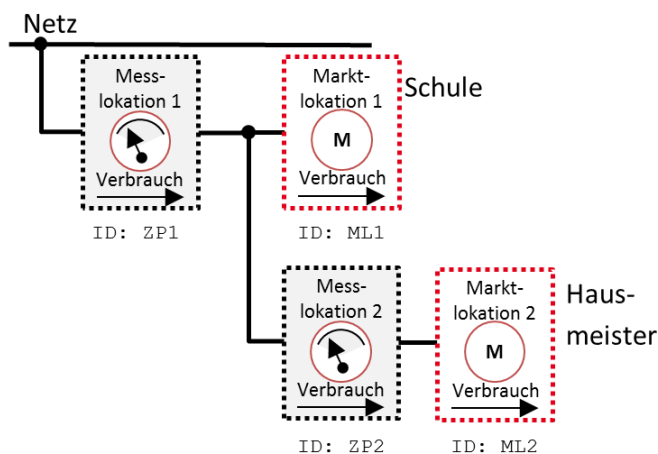 Netz
Mess-
lokation 1
Verbrauch
ID: ZP1
Markt-
lokation 1
M
Verbrauch
ID: ML1
Schule
Mess-
lokation 2
Verbrauch
ID: ZP2
Markt-
lokation 2
M
Verbrauch
ID: ML2
Haus-
meister